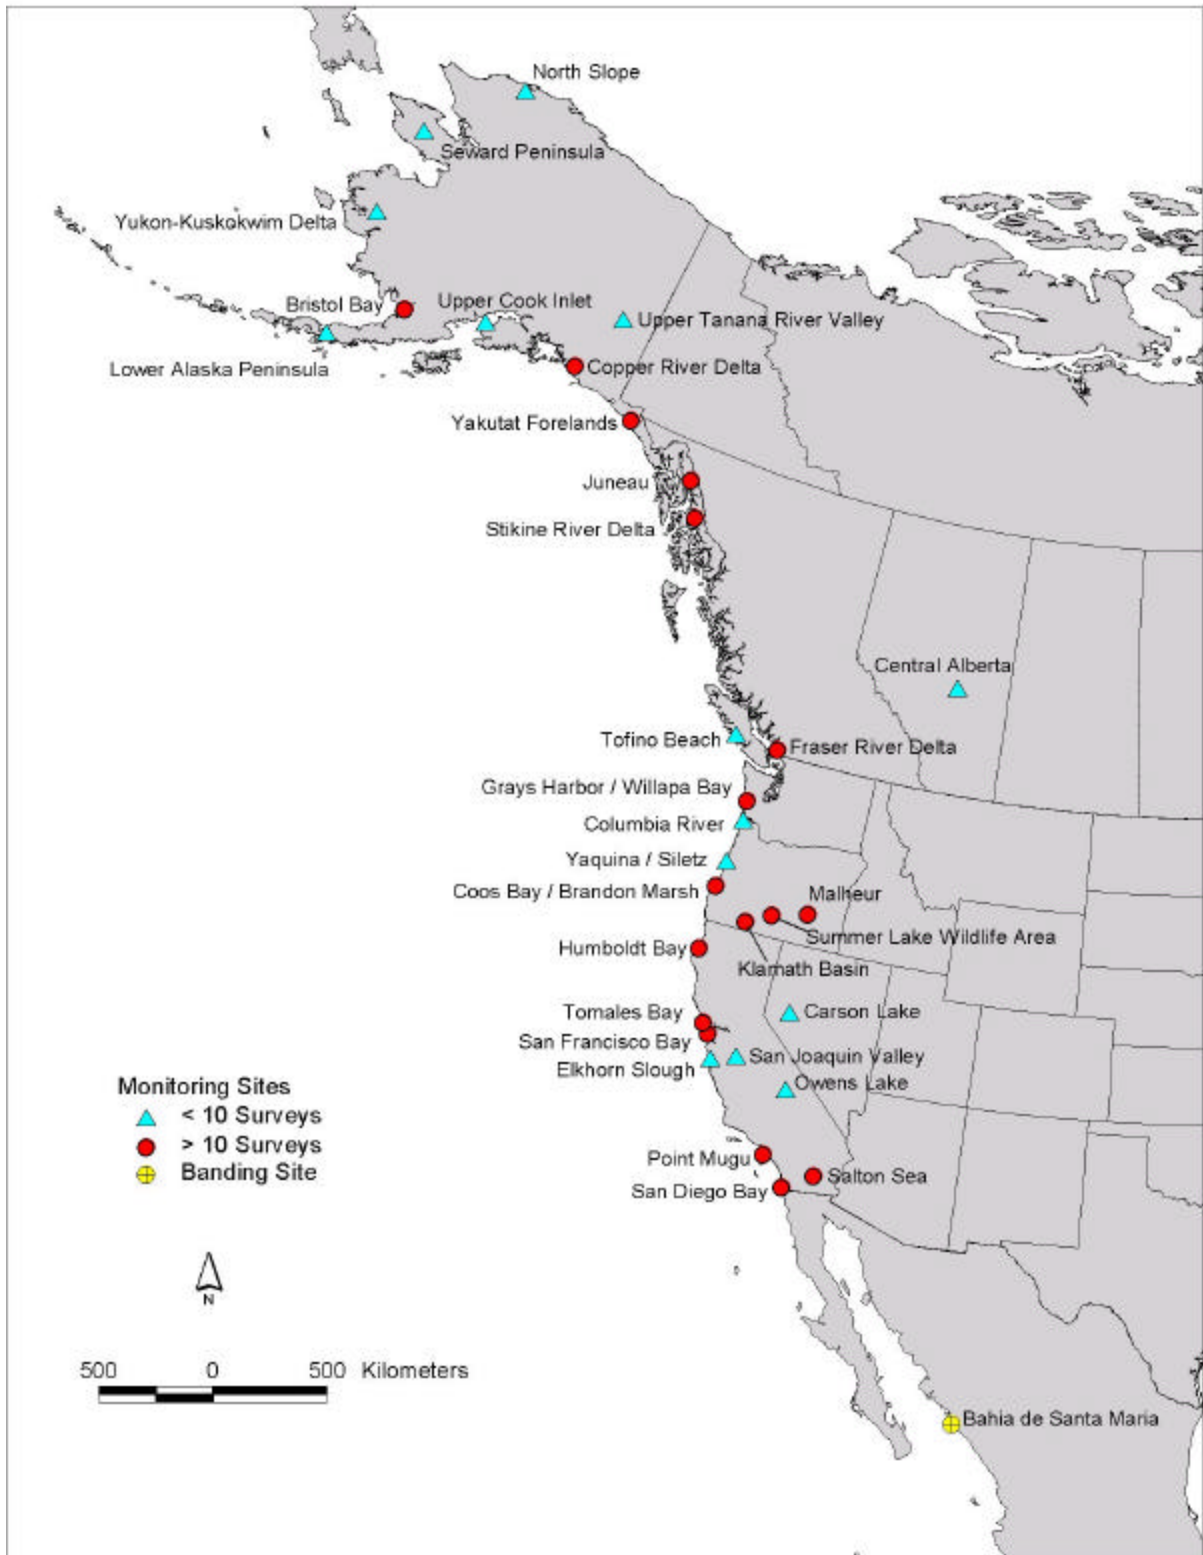 North Slope
Seward Peninsula
Yukon-Kuskokwim Delta
Bristol Bay
Upper Cook Inlet
Upper Tanana River Valley
Lower Alaska Peninsula
Copper River Delta
Yakutat Forelands
Juneau
Stikine River Delta
Central Alberta
Tofino Beach
Fraser River Delta
Grays Harbor / Willapa Bay
Columbia River
Yaquina / Siletz
Coos Bay / Brandon Marsh
Malheur
Summer Lake Wildlife Area
Humboldt Bay
Klamath Basin
Tomales Bay
Carson Lake
San Francisco Bay
San Joaquin Valley
Elkhorn Slough
Owens Lake
Monitoring Sites
< 10 Surveys
> 10 Surveys
Banding Site
Point Mugu
Salton Sea
San Diego Bay
N
500 0 500 Kilometers
Bahia de Santa Maria